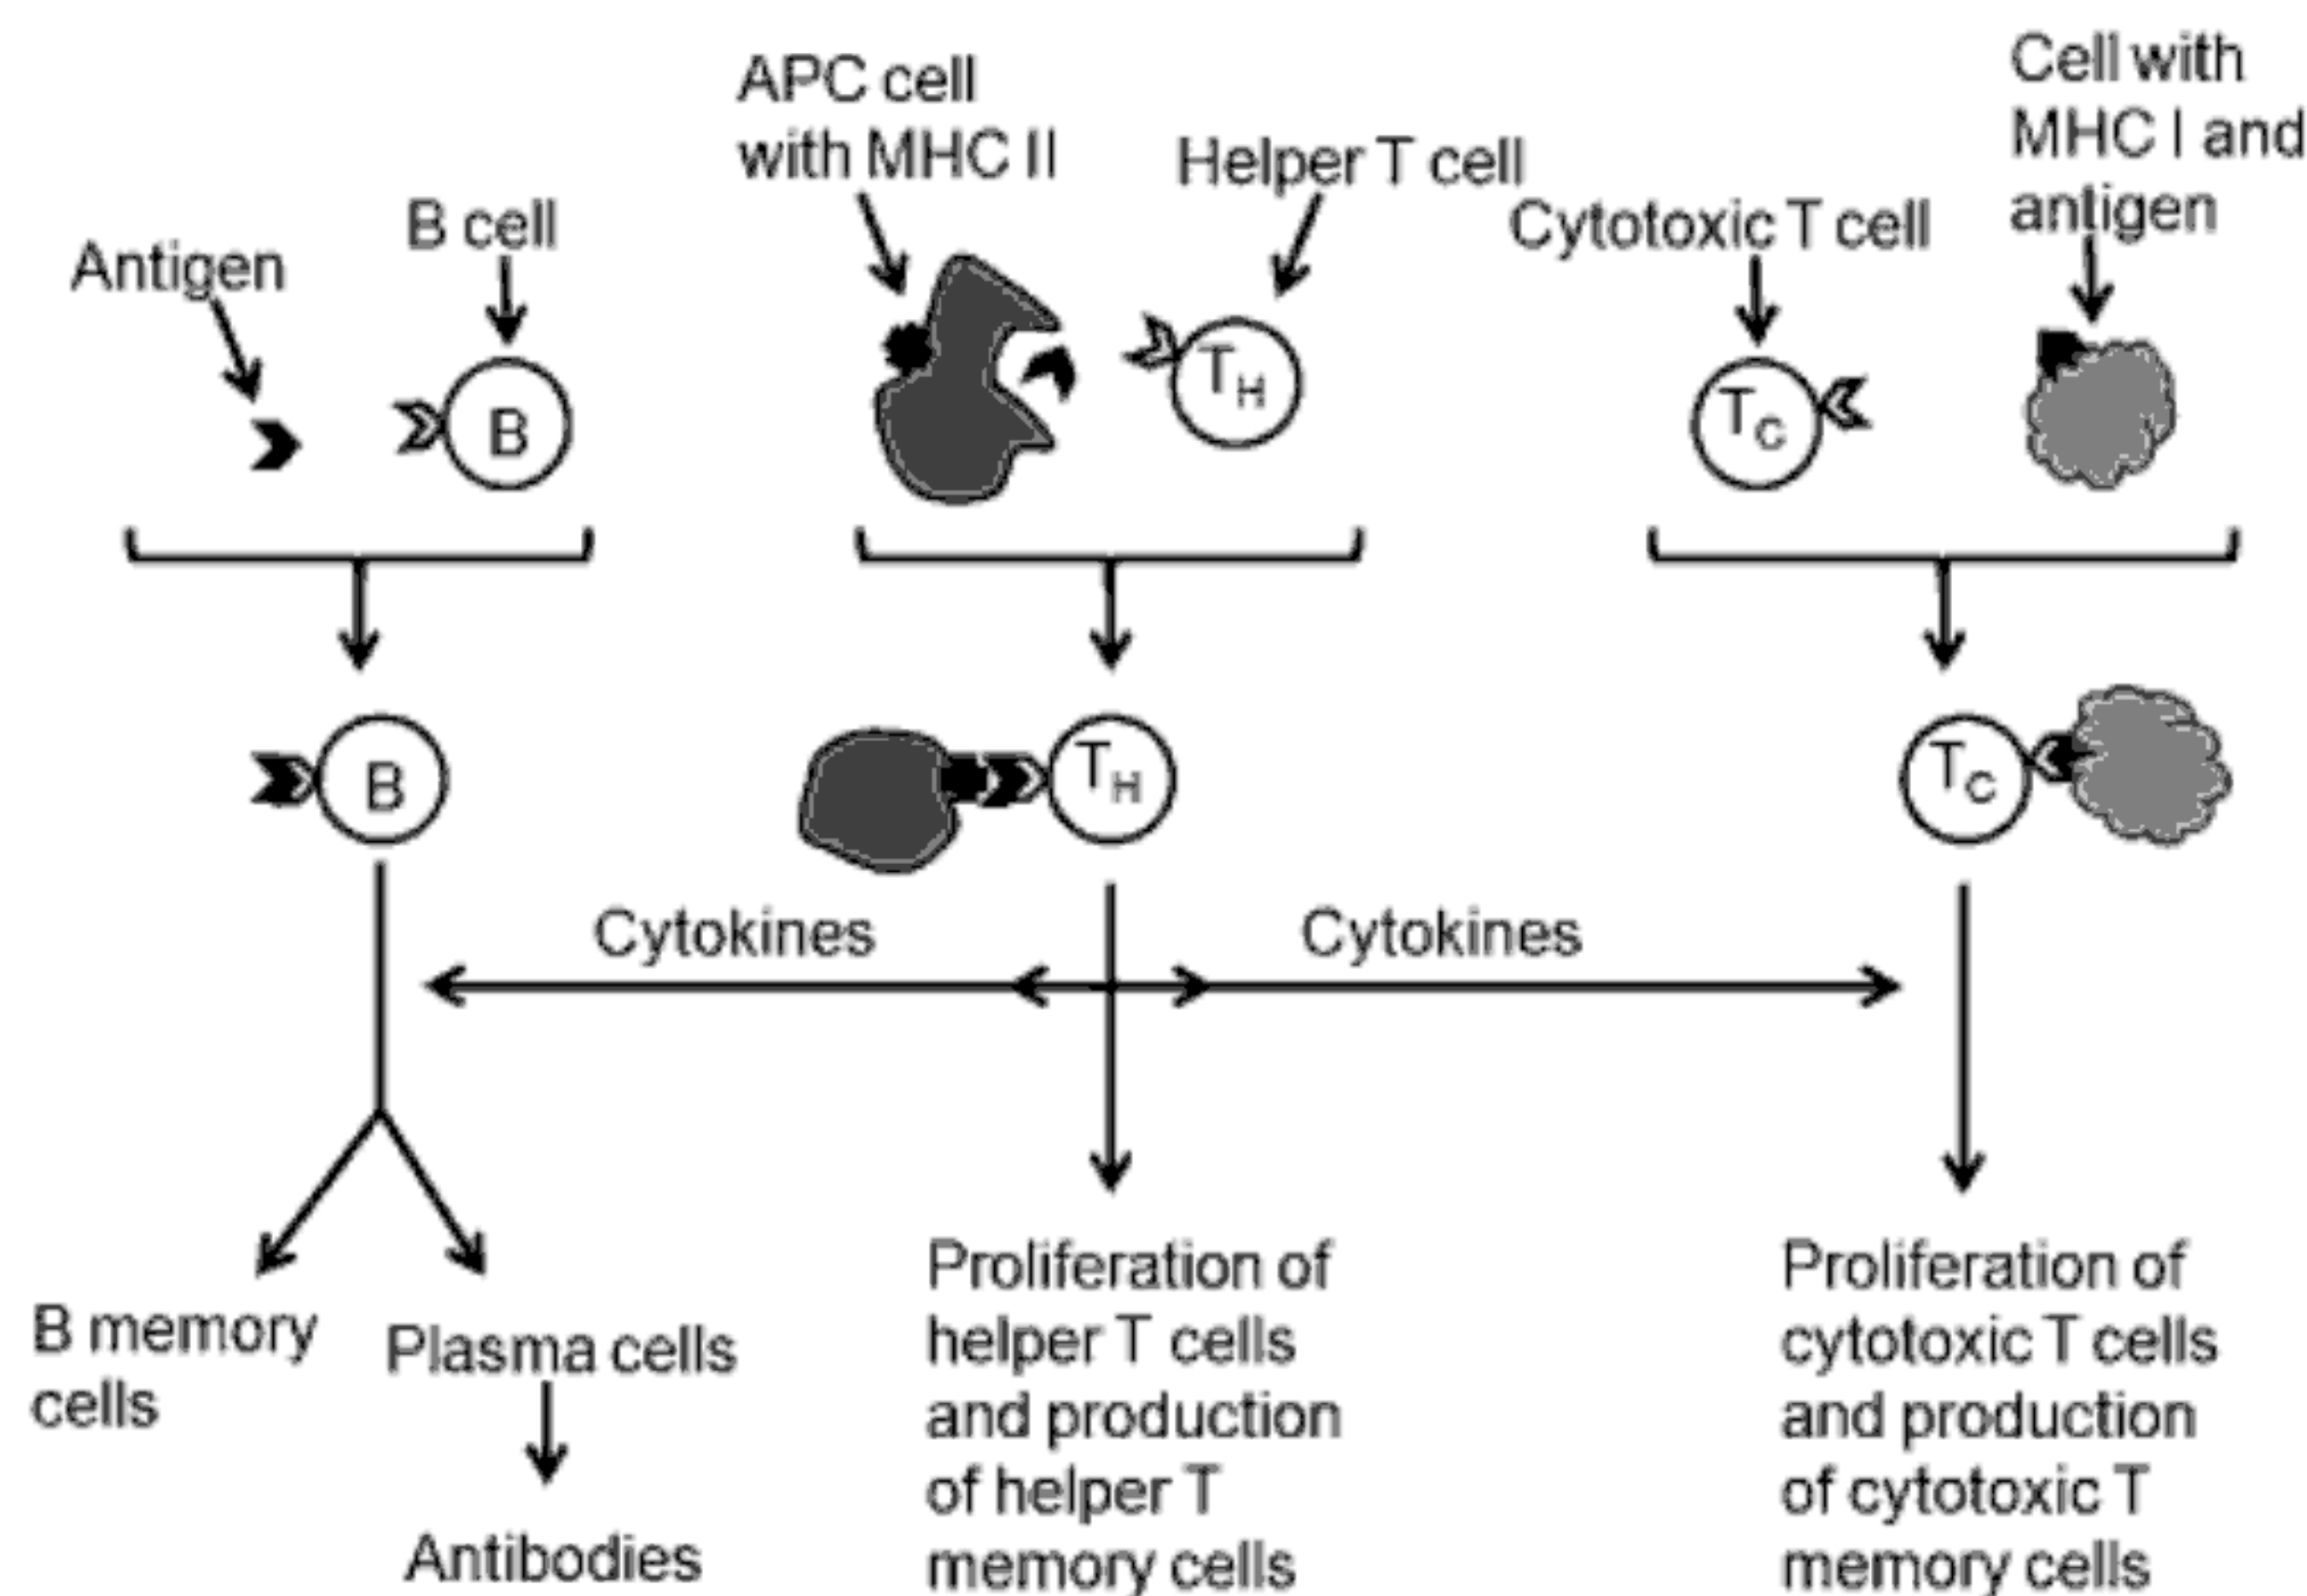 Antigen
B cell
APC cell
with MHC II
Helper T cell
Cytotoxic T cell
Cell with
MHC I and
antigen
B
TH
TC
B
TH
TC
Cytokines
Cytokines
B memory
cells
Plasma cells
Antibodies
Proliferation of
helper T cells
and production
of helper T
memory cells
Proliferation of
cytotoxic T cells
and production
of cytotoxic T
memory cells